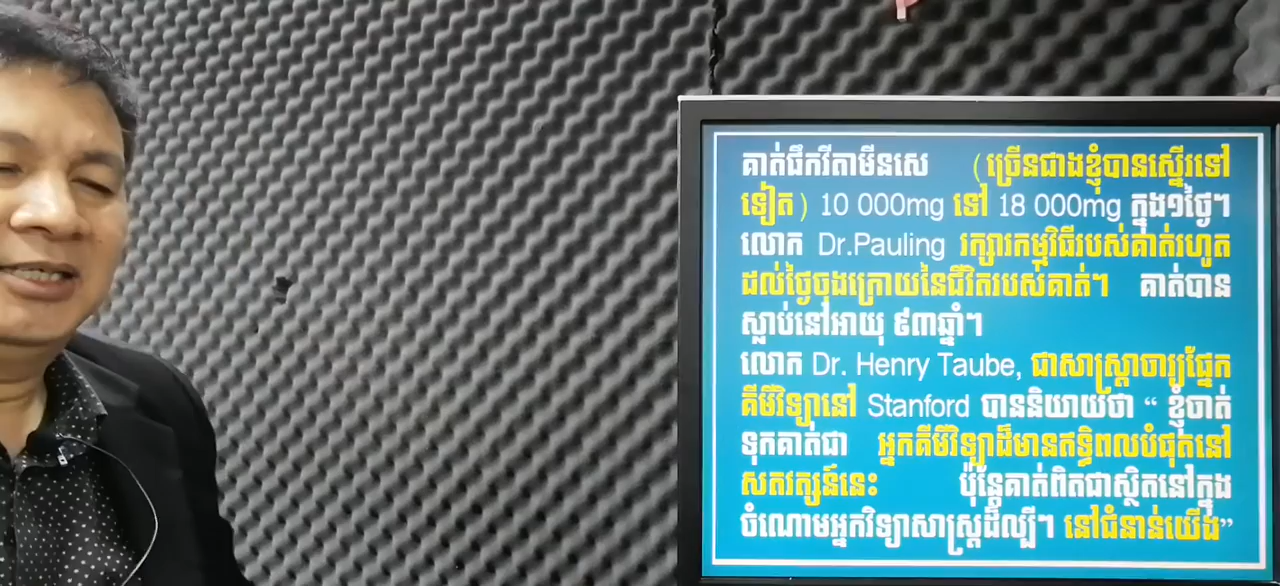 គាត់ផឹកវីតាមីនសេ (ច្រើនជាងខ្ញុំបានស្នើរទៅ
ទៀត) 10 000mg ទៅ 18 000mg ក្នុង១ថ្ងៃ។
លោក Dr.Pauling រក្សារកម្មវិធីរបស់គាត់រហូត
ដល់ថ្ងៃចុងក្រោយនៃជីវិតរបស់គាត់។ គាត់បាន
ស្លាប់នៅអាយុ ៩៣ឆ្នាំ។
លោក Dr. Henry Taube, ជាសាស្ត្រាចារ្យផ្នែក
គីមីវិទ្យានៅ Stanford បាននិយាយថា “ ខ្ញុំចាត់
ទុកគាត់ជា អ្នកគីមីវិទ្យាដ៏មានឥទ្ធិពលបំផុតនៅ
សតវត្សន៍នេះ ប៉ុន្តែគាត់ពិតជាស្ថិតនៅក្នុង
ចំណោមអ្នកវិទ្យាសាស្ត្រដ៏ល្បី។ នៅជំនាន់យើង”